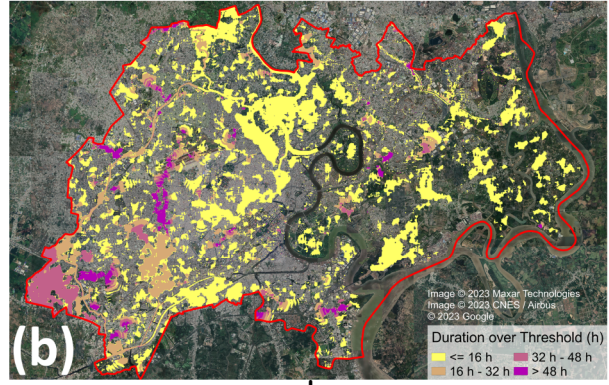 Image © 2023 Maxar Technologies
Image © 2023 CNES / Airbus
© 2023 Google
Duration over Threshold (h)
<= 16 h
32 h - 48 h
16 h - 32 h
> 48 h
(b)